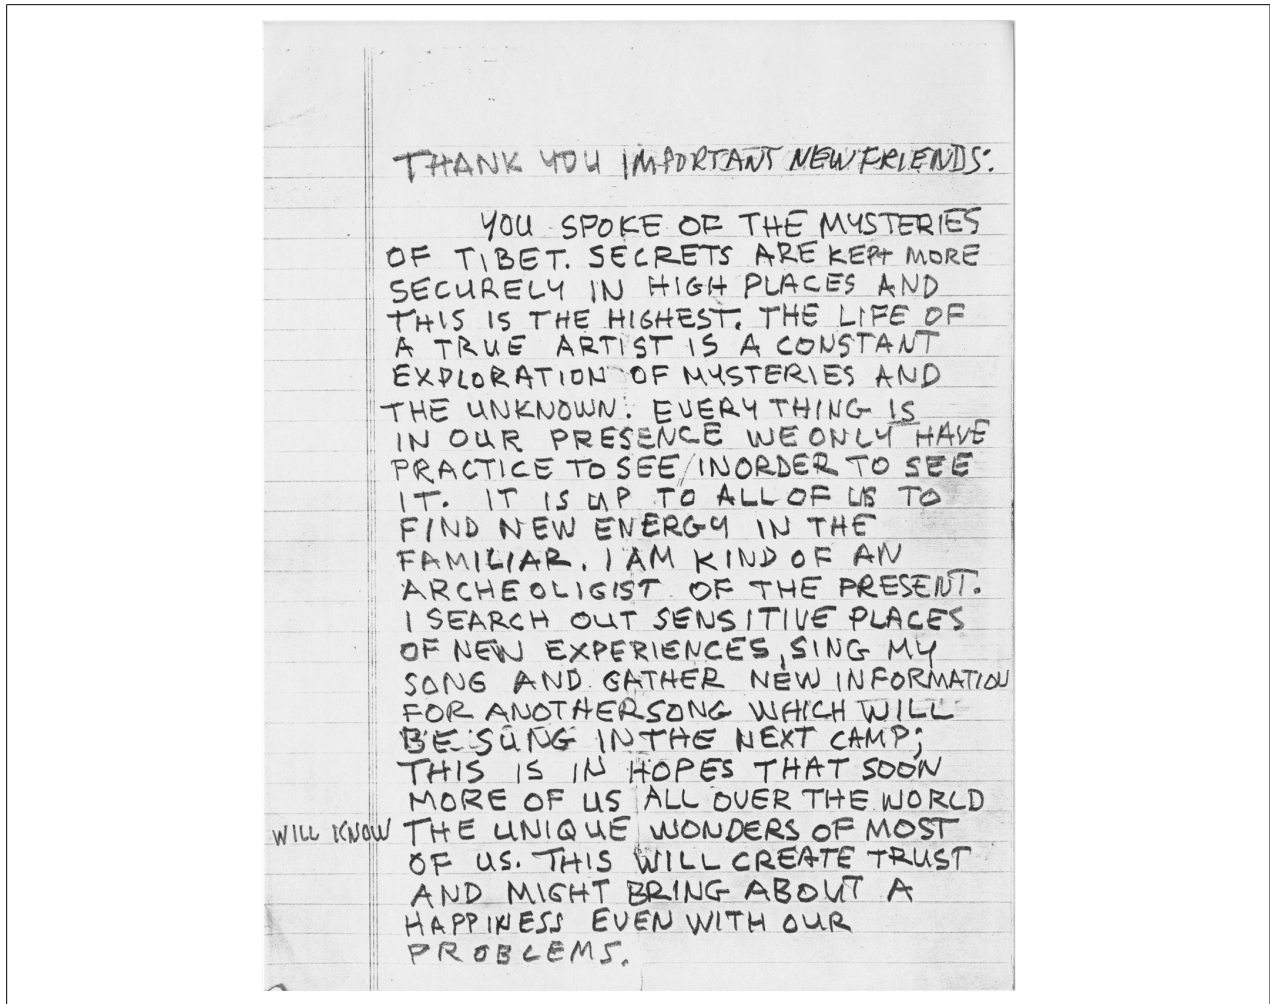 THANK YOU IMPORTANT NEW FRIENDS:
YOU SPOKE OF THE MYSTERIES
OF TIBET. SECRETS ARE KEPT MORE
SECURELY IN HIGH PLACES AND
THIS IS THE HIGHEST. THE LIFE OF
A TRUE ARTIST IS A CONSTANT
EXPLORATION OF MYSTERIES AND
THE UNKNOWN. EVERY THING IS
IN OUR PRESENCE WE ONLY HAVE
PRACTICE TO SEE/INORDER TO SEE
IT. IT IS UP TO ALL OF US TO
FIND NEW ENERGY IN THE
FAMILIAR. I AM KIND OF AN
ARCHEOLIGIST OF THE PRESENT.
I SEARCH OUT SENSITIVE PLACES
OF NEW EXPERIENCES, SING MY
SONG AND GATHER NEW INFORMATION
FOR ANOTHER SONG WHICH WILL
BE SUNG IN THE NEXT CAMP;
THIS IS IN HOPES THAT SOON
MORE OF US ALL OVER THE WORLD
WILL KNOW THE UNIQUE WONDERS OF MOST
OF US. THIS WILL CREATE TRUST
AND MIGHT BRING ABOUT A
HAPPINESS EVEN WITH OUR
PROBLEMS.